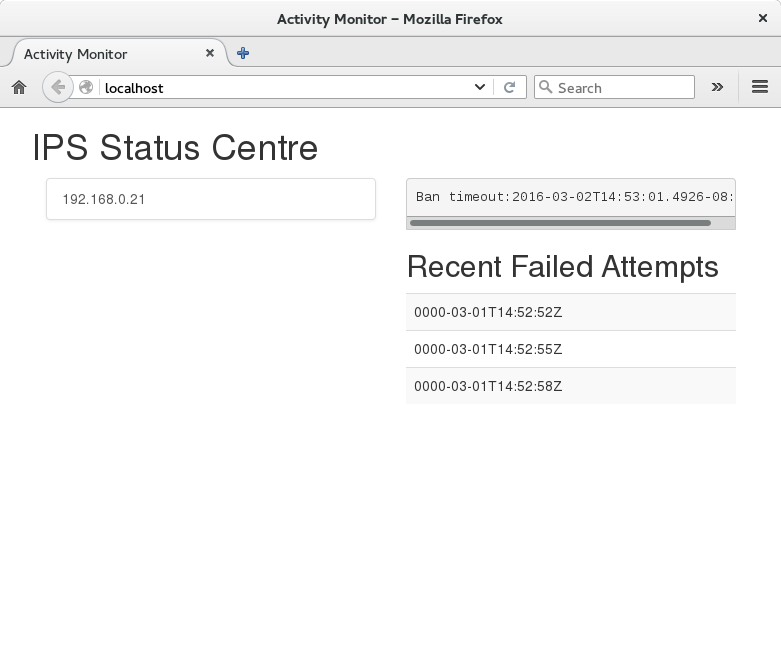 Activity Monitor – Mozilla Firefox
Activity Monitor
localhost
Search
IPS Status Centre
192.168.0.21
Ban timeout:2016-03-02T14:53:01.4926-08:
Recent Failed Attempts
0000-03-01T14:52:52Z
0000-03-01T14:52:55Z
0000-03-01T14:52:58Z